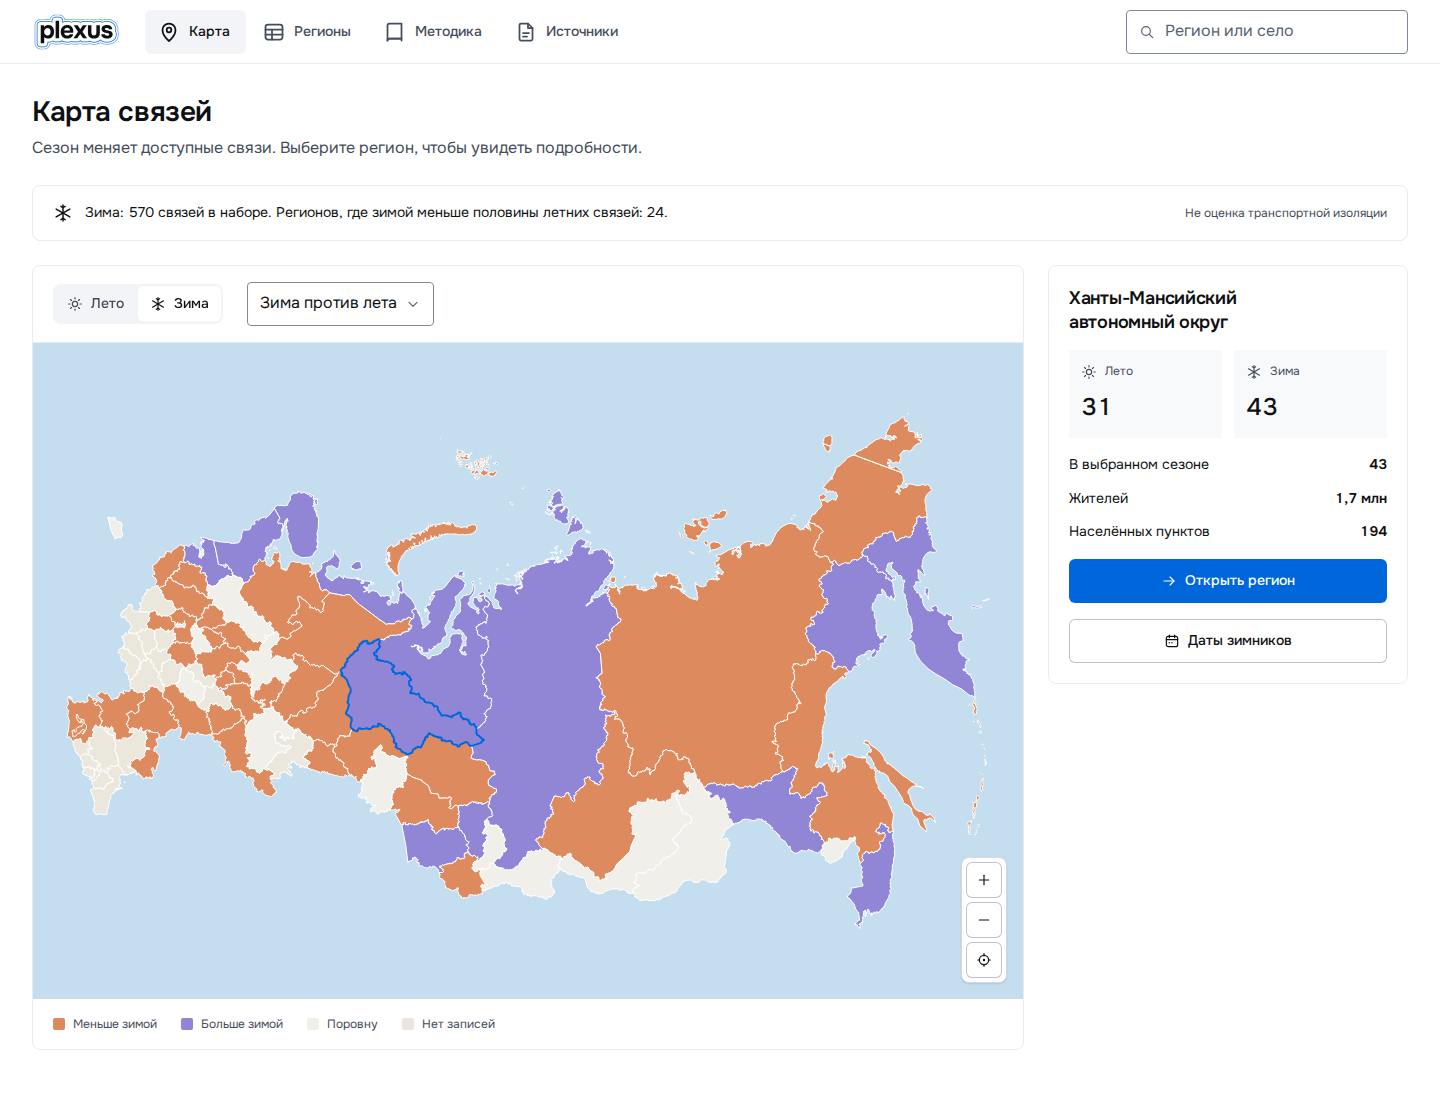 plexus
Карта
Регионы
Методика
Источники
Регион или село
Карта связей
Сезон меняет доступные связи. Выберите регион, чтобы увидеть подробности.
Зима: 570 связей в наборе. Регионов, где зимой меньше половины летних связей: 24.
Не оценка транспортной изоляции
Лето
Зима
Зима против лета
Ханты-Мансийский
автономный округ
Лето
Зима
31
43
В выбранном сезоне
43
Жителей
1,7 млн
Населённых пунктов
194
Открыть регион
Даты зимников
Меньше зимой
Больше зимой
Поровну
Нет записей